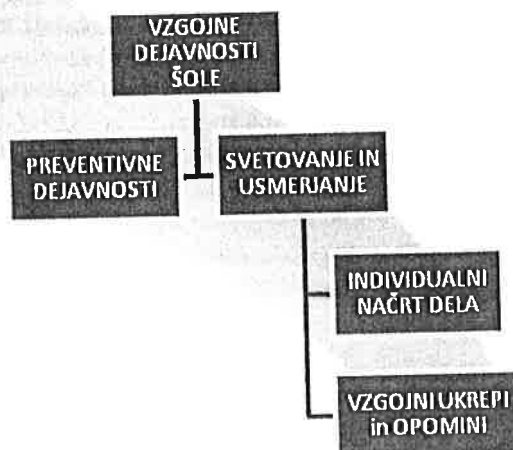 VZGOJNE
DEJAVNOSTI
ŠOLE
PREVENTIVNE
DEJAVNOSTI
SVETOVANJE IN
USMERJANJE
INDIVIDUALNI
NAČRT DELA
VZGOJNI UKREPI
in OPOMINI